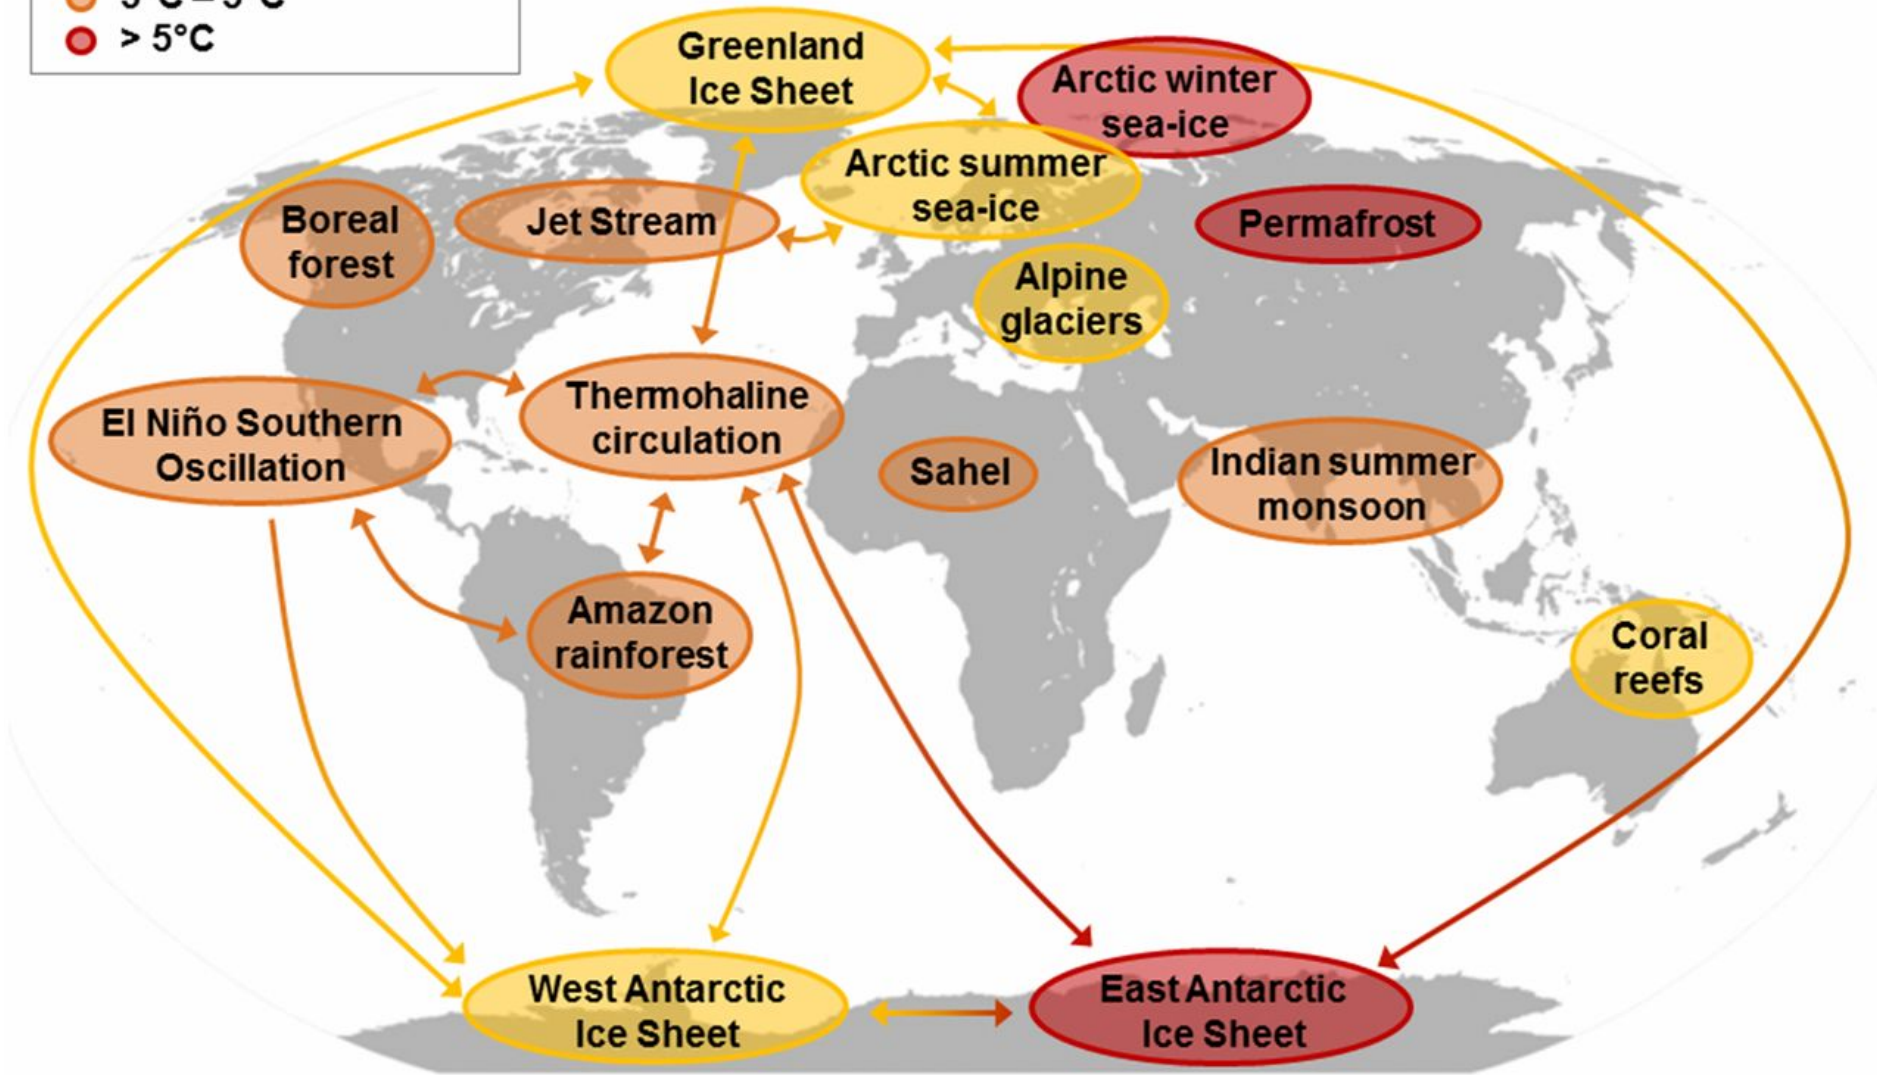 > 5°C
Greenland
Ice Sheet
Arctic winter
sea-ice
Arctic summer
sea-ice
Boreal
forest
Jet Stream
Permafrost
Alpine
glaciers
El Niño Southern
Oscillation
Thermohaline
circulation
Sahel
Indian summer
monsoon
Amazon
rainforest
Coral
reefs
West Antarctic
Ice Sheet
East Antarctic
Ice Sheet